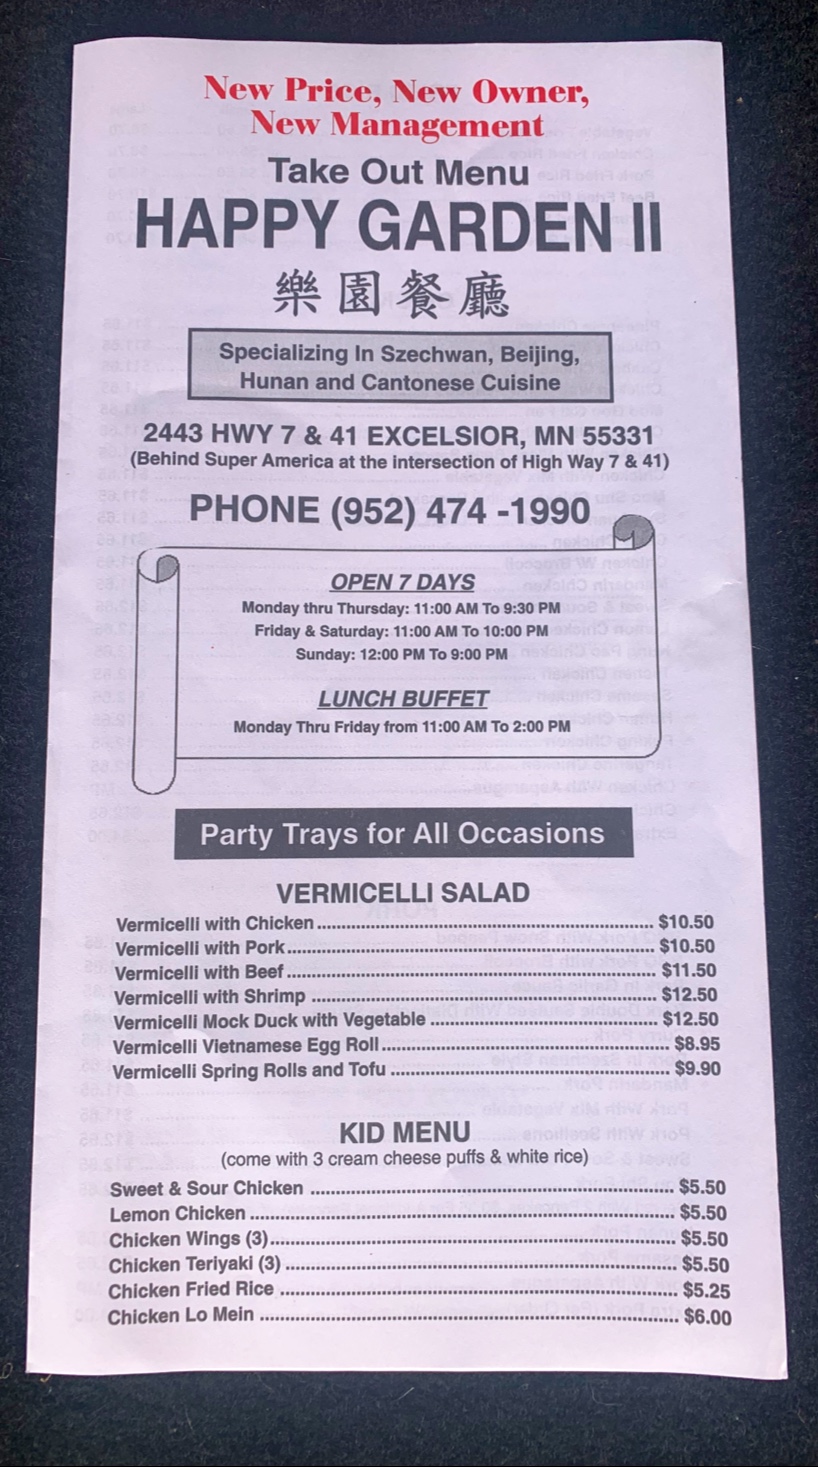 New Price, New Owner,
New Management
Take Out Menu
HAPPY GARDEN II
樂園餐廳
Specializing In Szechwan, Beijing,
Hunan and Cantonese Cuisine
2443 HWY 7 & 41 EXCELSIOR, MN 55331
(Behind Super America at the intersection of High Way 7 & 41)
PHONE (952) 474 -1990
OPEN 7 DAYS
Monday thru Thursday: 11:00 AM To 9:30 PM
Friday & Saturday: 11:00 AM To 10:00 PM
Sunday: 12:00 PM To 9:00 PM
LUNCH BUFFET
Monday Thru Friday from 11:00 AM To 2:00 PM
Party Trays for All Occasions
VERMICELLI SALAD
Vermicelli with Chicken ........ $10.50
Vermicelli with Pork ........ $10.50
Vermicelli with Beef ........ $11.50
Vermicelli with Shrimp ........ $12.50
Vermicelli Mock Duck with Vegetable ........ $12.50
Vermicelli Vietnamese Egg Roll ........ $8.95
Vermicelli Spring Rolls and Tofu ........ $9.90
KID MENU
(come with 3 cream cheese puffs & white rice)
Sweet & Sour Chicken ........ $5.50
Lemon Chicken ........ $5.50
Chicken Wings (3) ........ $5.50
Chicken Teriyaki (3) ........ $5.50
Chicken Fried Rice ........ $5.25
Chicken Lo Mein ........ $6.00